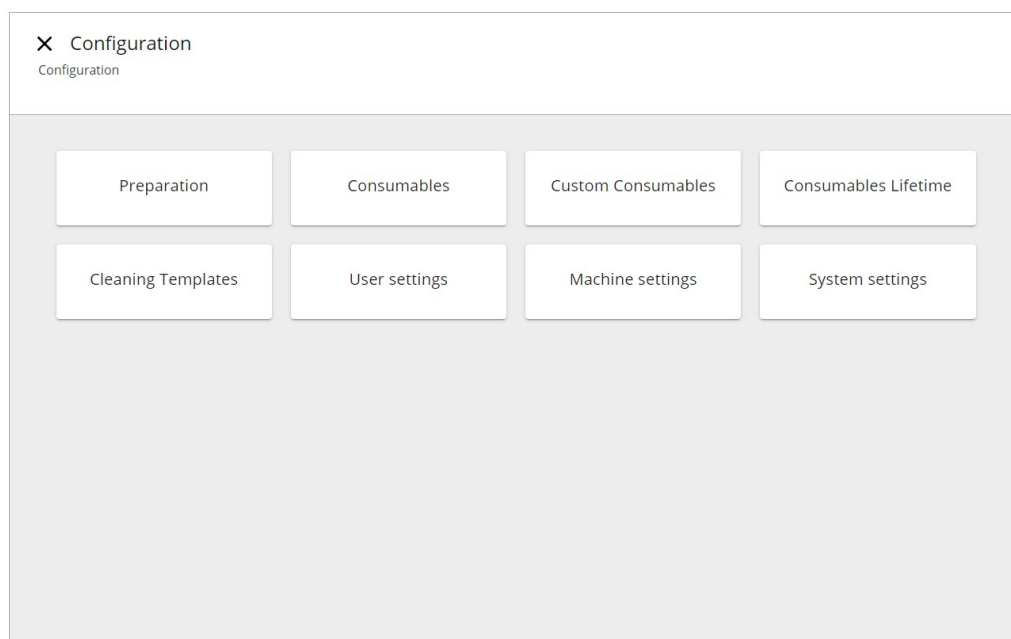 Configuration
Configuration
Preparation
Consumables
Custom Consumables
Consumables Lifetime
Cleaning Templates
User settings
Machine settings
System settings